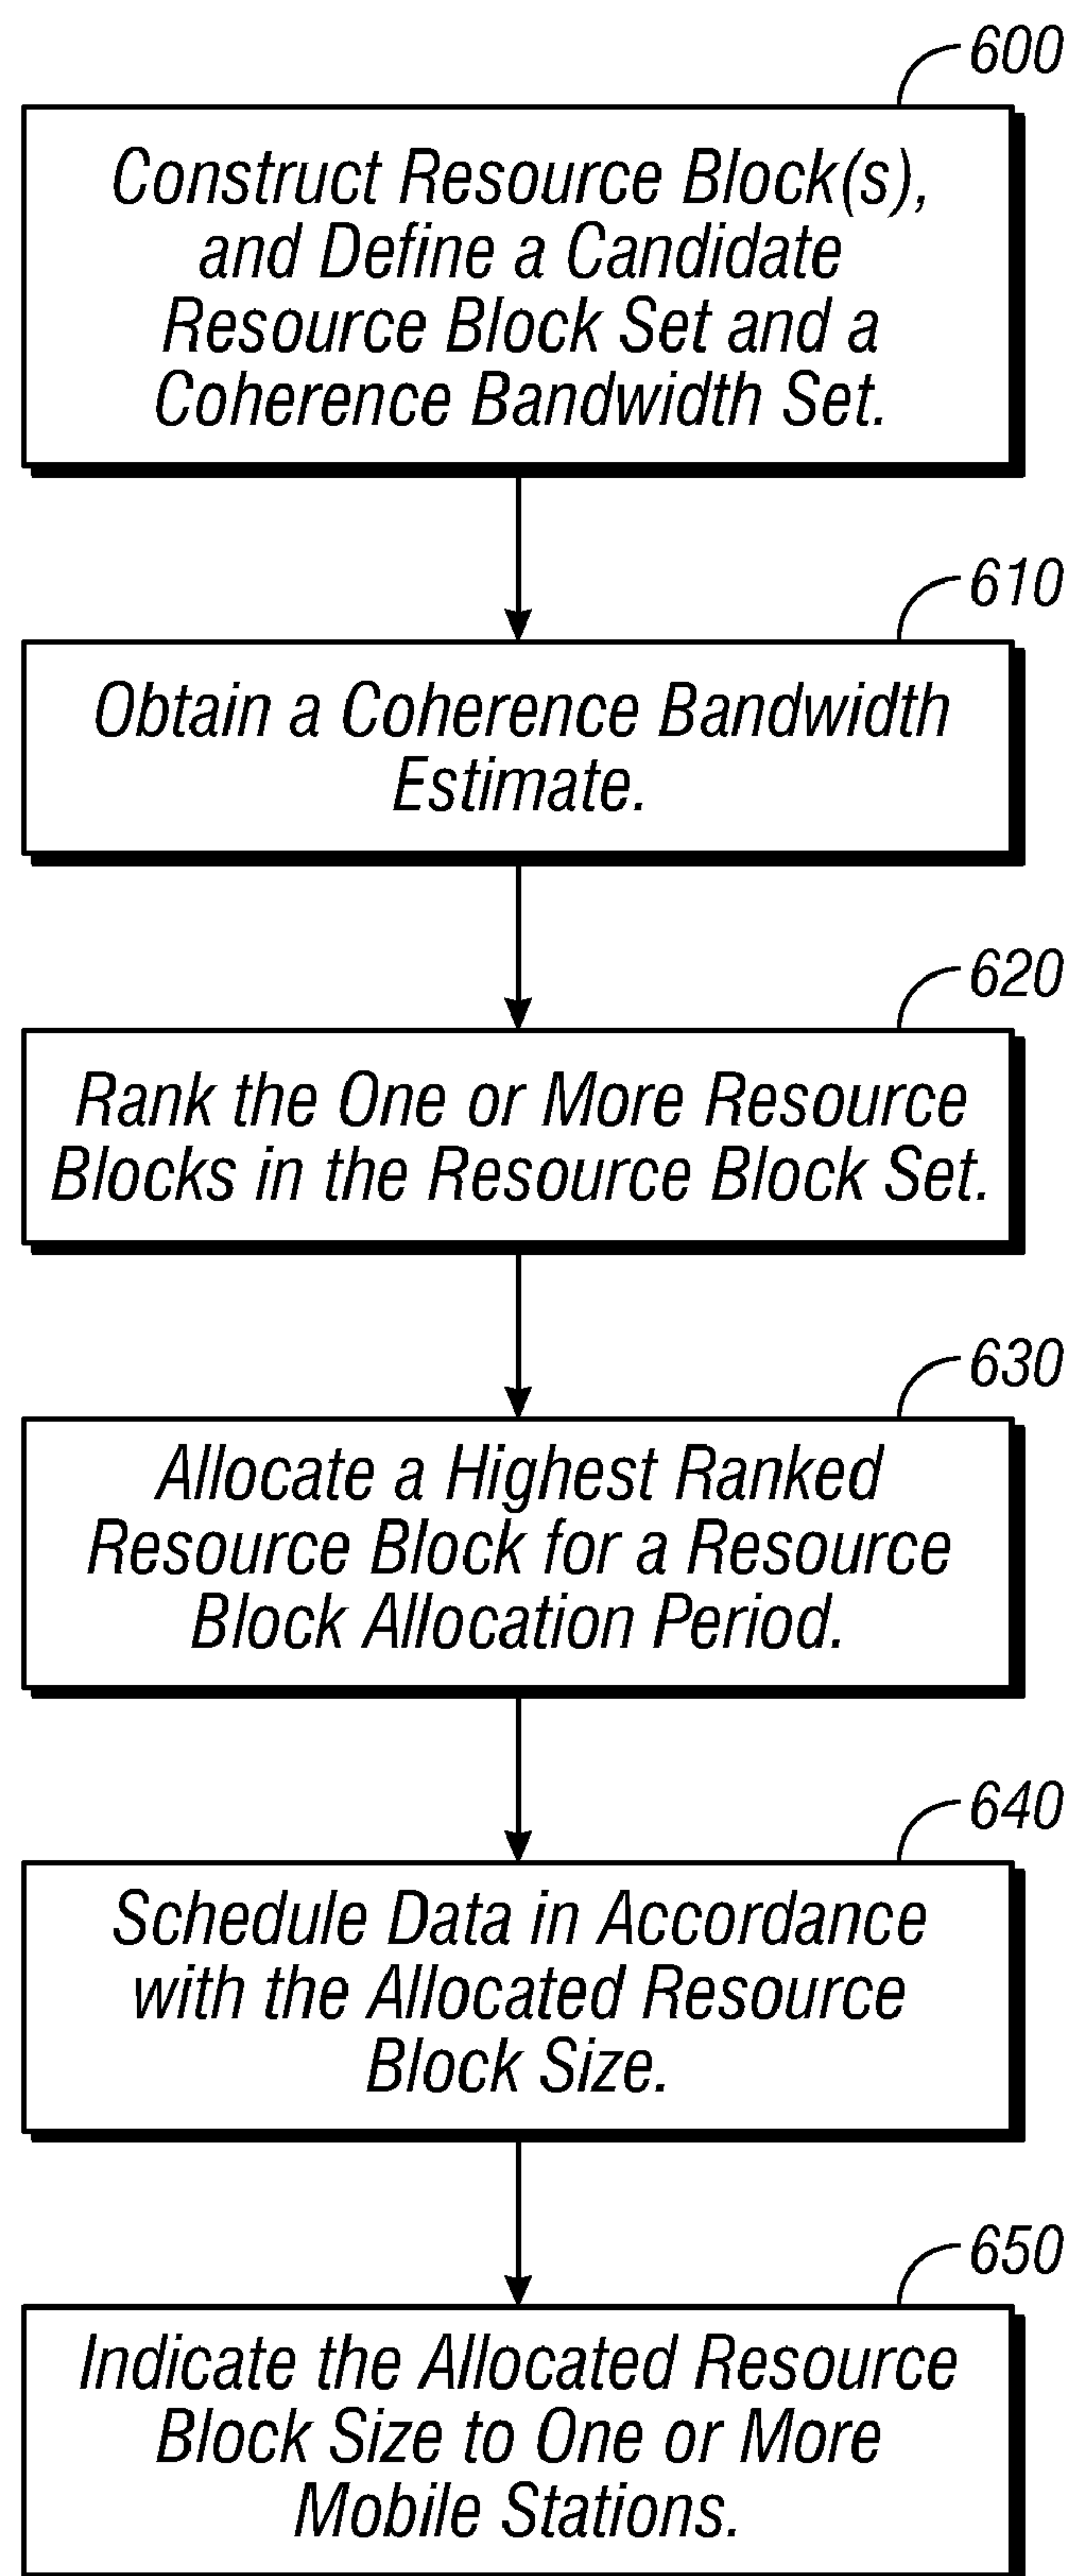 600
Construct Resource Block(s),
and Define a Candidate
Resource Block Set and a
Coherence Bandwidth Set.
610
Obtain a Coherence Bandwidth
Estimate.
620
Rank the One or More Resource
Blocks in the Resource Block Set.
630
Allocate a Highest Ranked
Resource Block for a Resource
Block Allocation Period.
640
Schedule Data in Accordance
with the Allocated Resource
Block Size.
650
Indicate the Allocated Resource
Block Size to One or More
Mobile Stations.